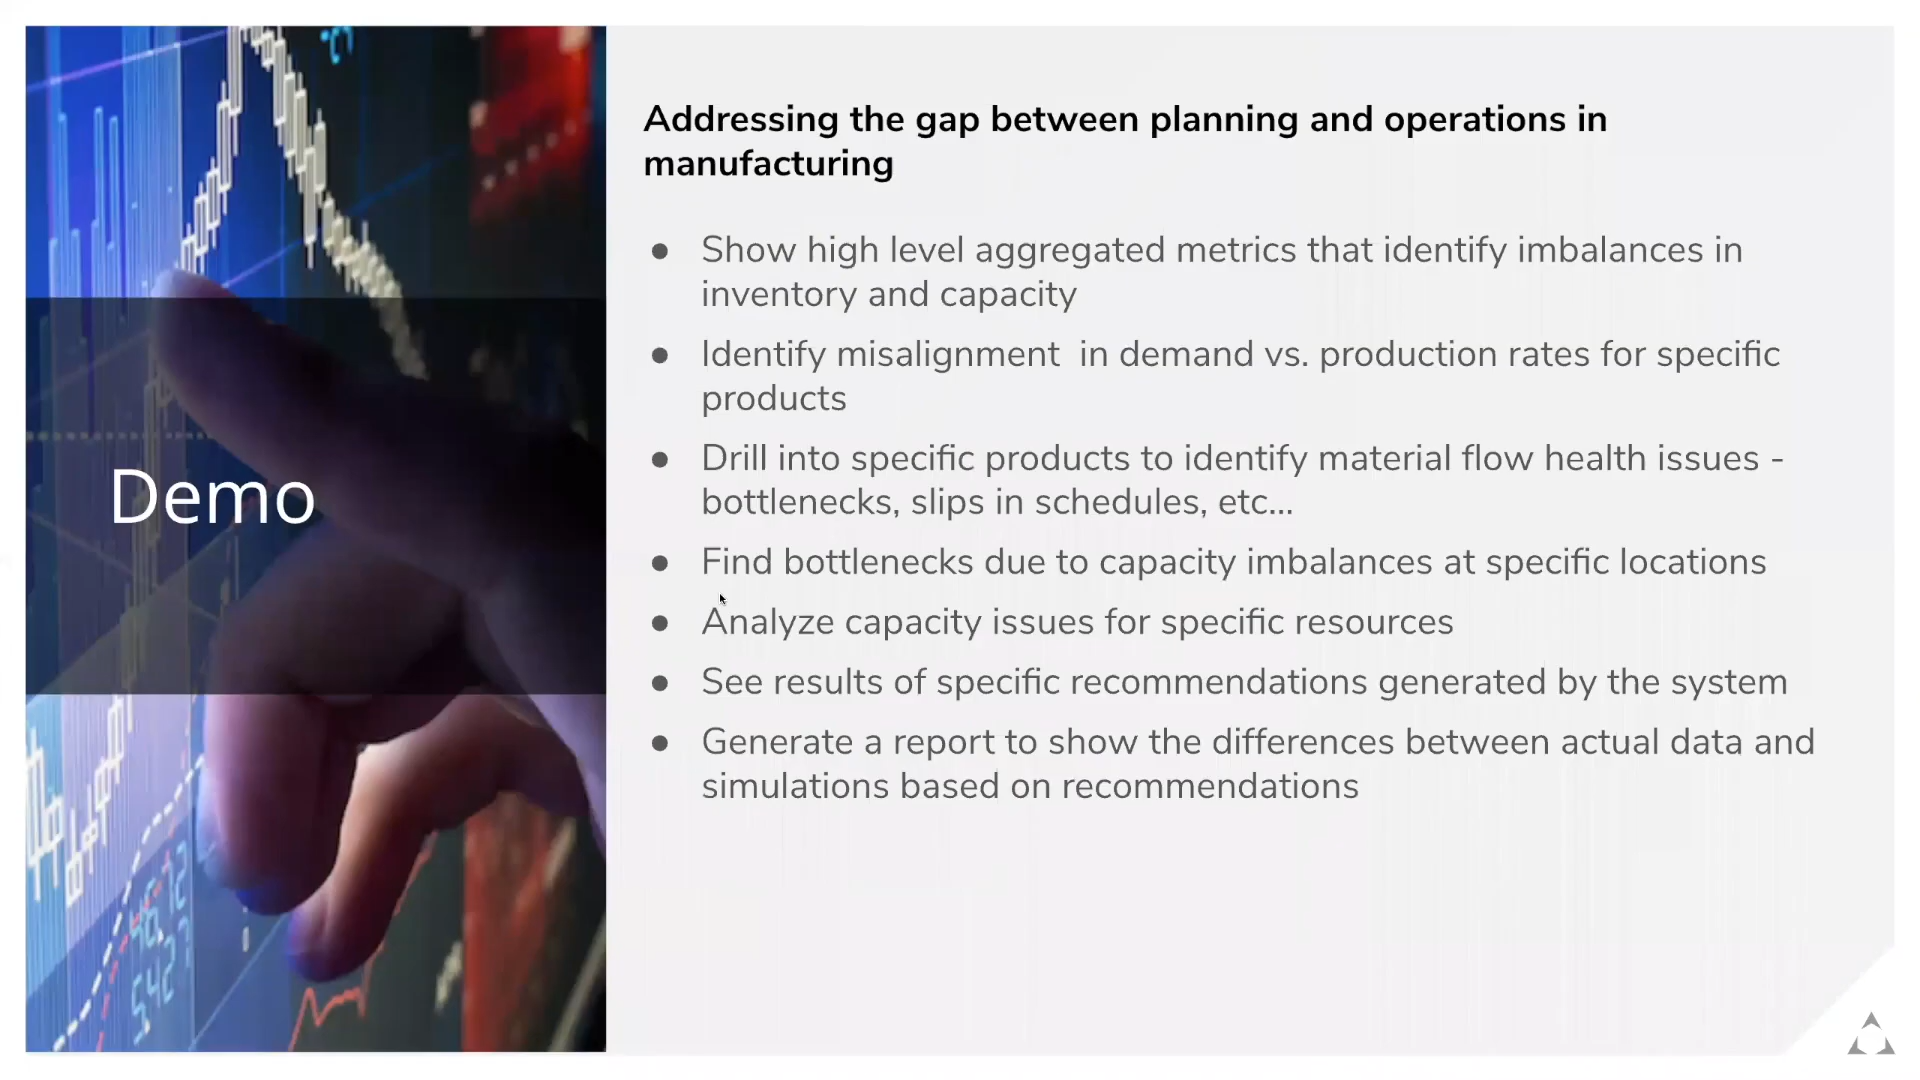 Demo
Addressing the gap between planning and operations in
manufacturing
● Show high level aggregated metrics that identify imbalances in
inventory and capacity
● Identify misalignment  in demand vs. production rates for specific
products
● Drill into specific products to identify material flow health issues -
bottlenecks, slips in schedules, etc...
● Find bottlenecks due to capacity imbalances at specific locations
● Analyze capacity issues for specific resources
● See results of specific recommendations generated by the system
● Generate a report to show the differences between actual data and
simulations based on recommendations